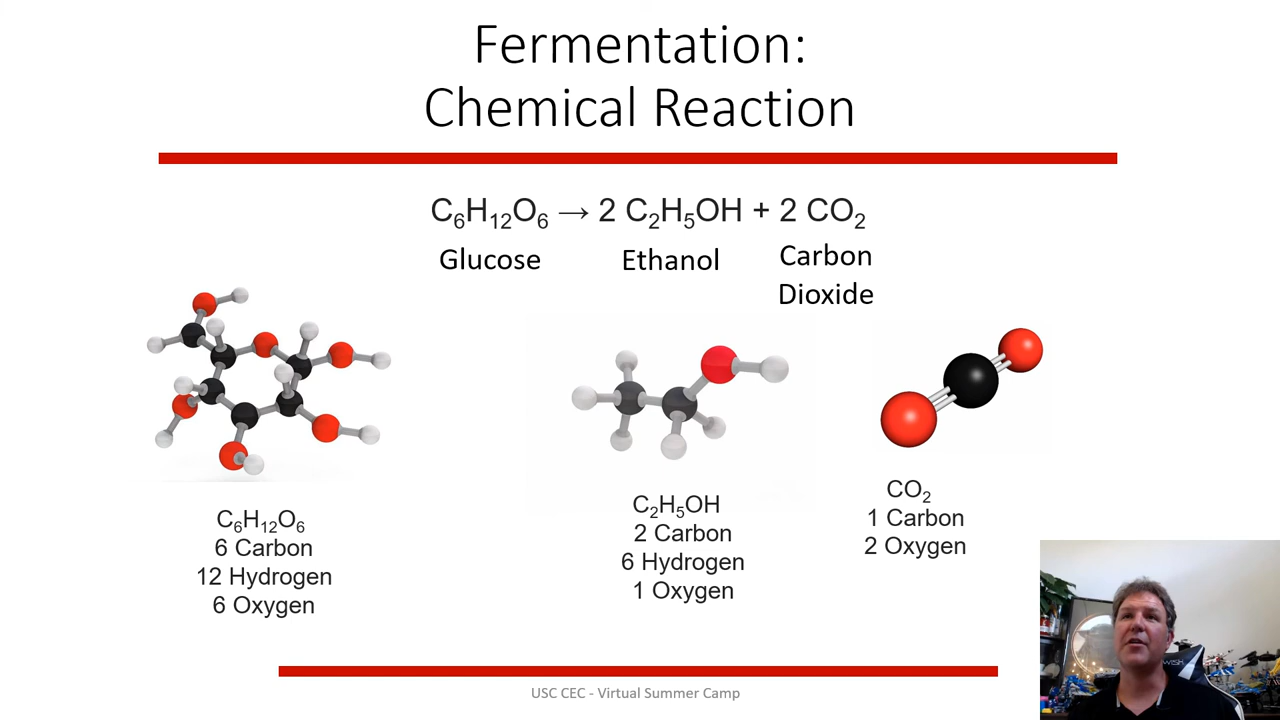 Fermentation:
Chemical Reaction
C₆H₁₂O₆ → 2 C₂H₅OH + 2 CO₂
Glucose
Ethanol
Carbon
Dioxide
C₆H₁₂O₆
6 Carbon
12 Hydrogen
6 Oxygen
C₂H₅OH
2 Carbon
6 Hydrogen
1 Oxygen
CO₂
1 Carbon
2 Oxygen
USC CEC - Virtual Summer Camp